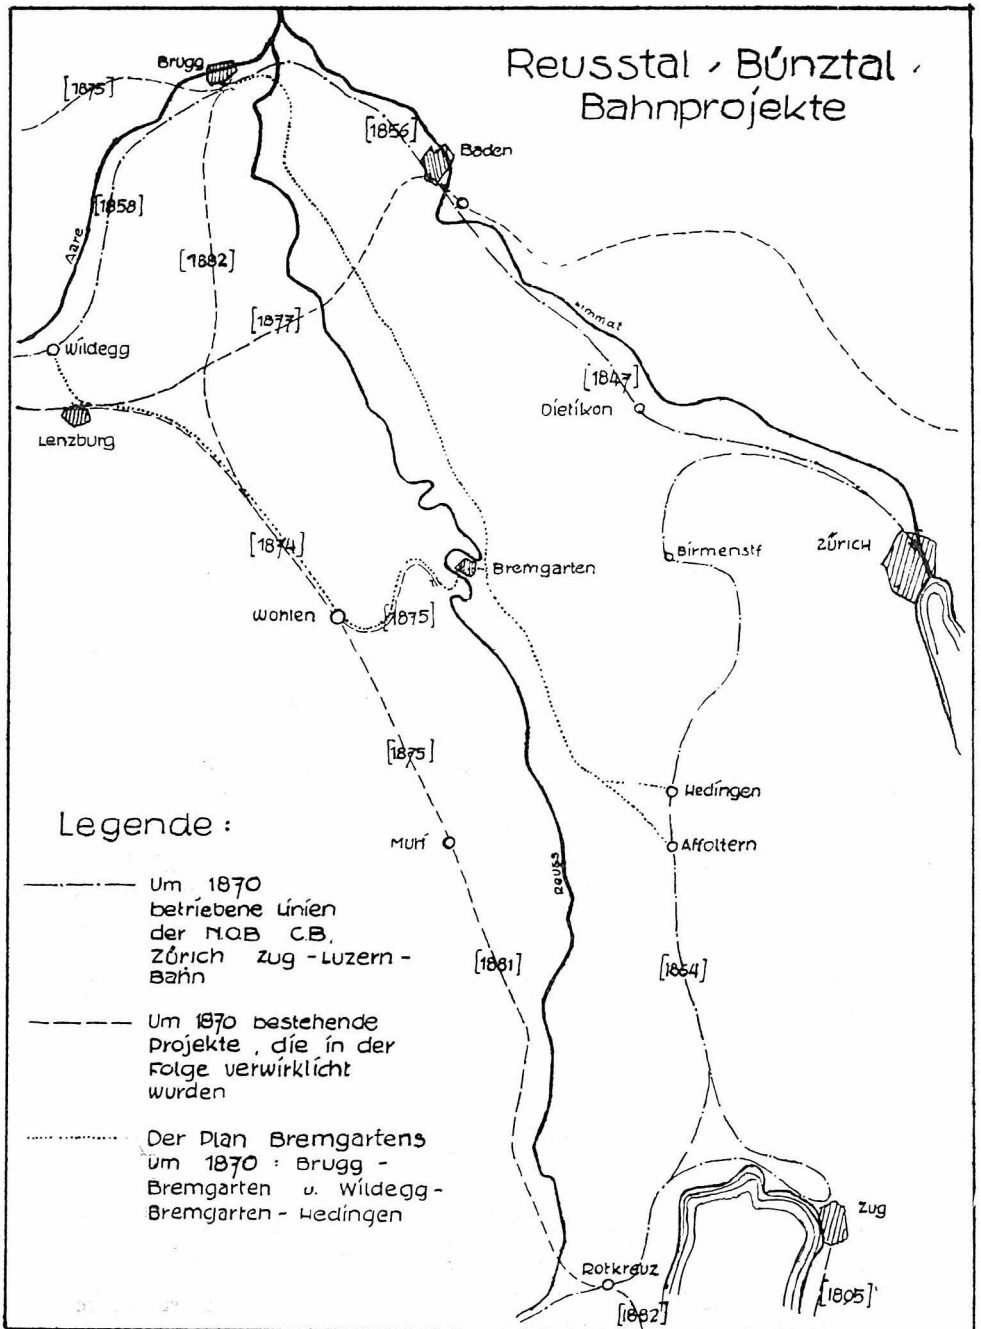 Reusstal - Bünztal -
Bahnprojekte
Brugg
[1875]
[1856]
Baden
[1858]
Aare
[1882]
[1877]
Limmat
Wildegg
[1847]
Dietikon
Lenzburg
[1874]
Birmenstf
ZÜRICH
Bremgarten
Wohlen
[1875]
[1875]
Hedingen
Muri
Affoltern
Reuss
[1881]
[1864]
Zug
Rotkreuz
[1882]
[1895]
Legende :
Um 1870
betriebene Linien
der N.O.B C.B.
Zürich Zug - Luzern -
Bahn
Um 1870 bestehende
Projekte , die in der
Folge verwirklicht
wurden
Der Plan Bremgartens
um 1870 : Brugg -
Bremgarten u. Wildegg -
Bremgarten - Hedingen